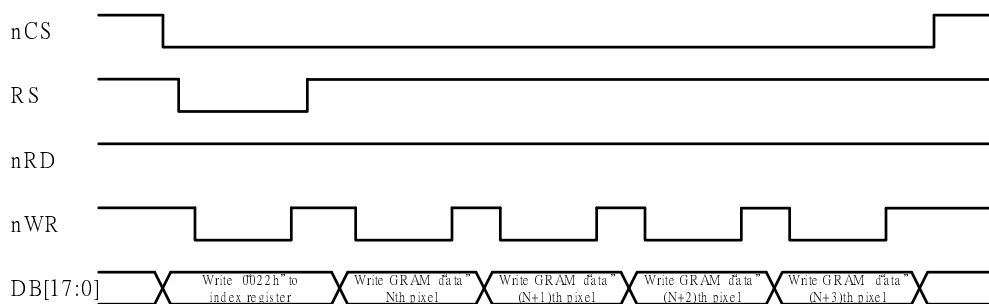 nCS
RS
nRD
nWR
DB[17:0]
Write "0022h" to
index register
Write GRAM "data"
Nth pixel
Write GRAM "data"
(N+1)th pixel
Write GRAM "data"
(N+2)th pixel
Write GRAM "data"
(N+3)th pixel